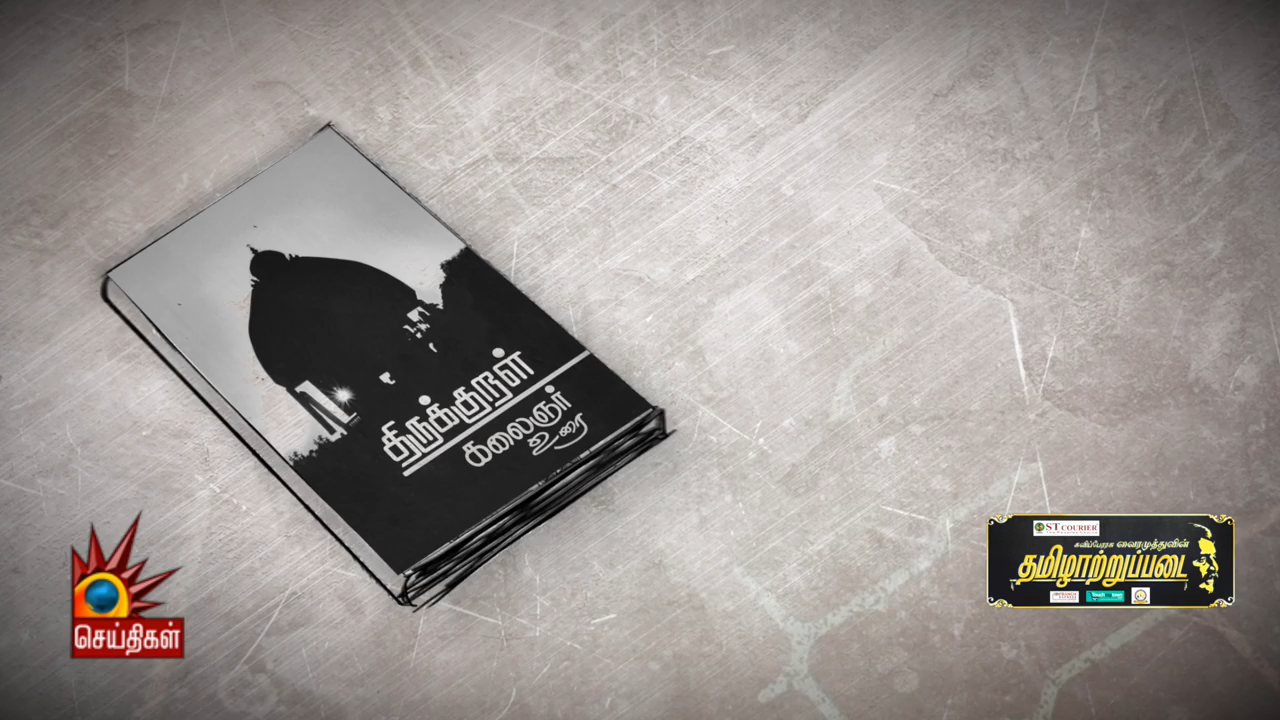 திருக்குறள்
கலைஞர்
உரை
செய்திகள்
ST COURIER
கவிப்பேரரசு வைரமுத்துவின்
தமிழாற்றுப்படை